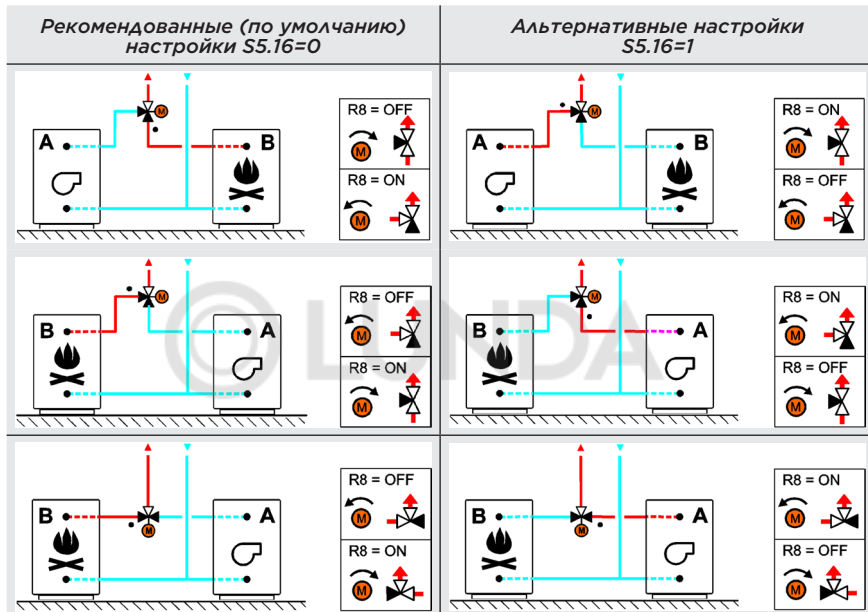 Рекомендованные (по умолчанию)
настройки S5.16=0
Альтернативные настройки
S5.16=1
A
M
B
R8 = OFF
M
R8 = ON
M
A
M
B
R8 = ON
M
R8 = OFF
M
B
M
A
R8 = OFF
M
R8 = ON
M
B
M
A
R8 = ON
M
R8 = OFF
M
B
M
A
R8 = OFF
M
R8 = ON
M
B
M
A
R8 = ON
M
R8 = OFF
M
LUNDA